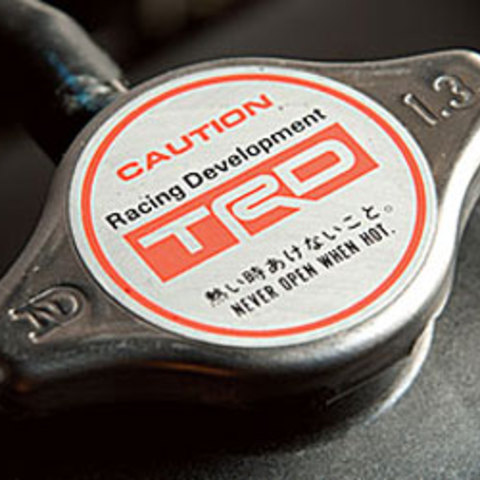 CAUTION
Racing Development
TRD
熱い時あけないこと。
NEVER OPEN WHEN HOT.
1.3
ND